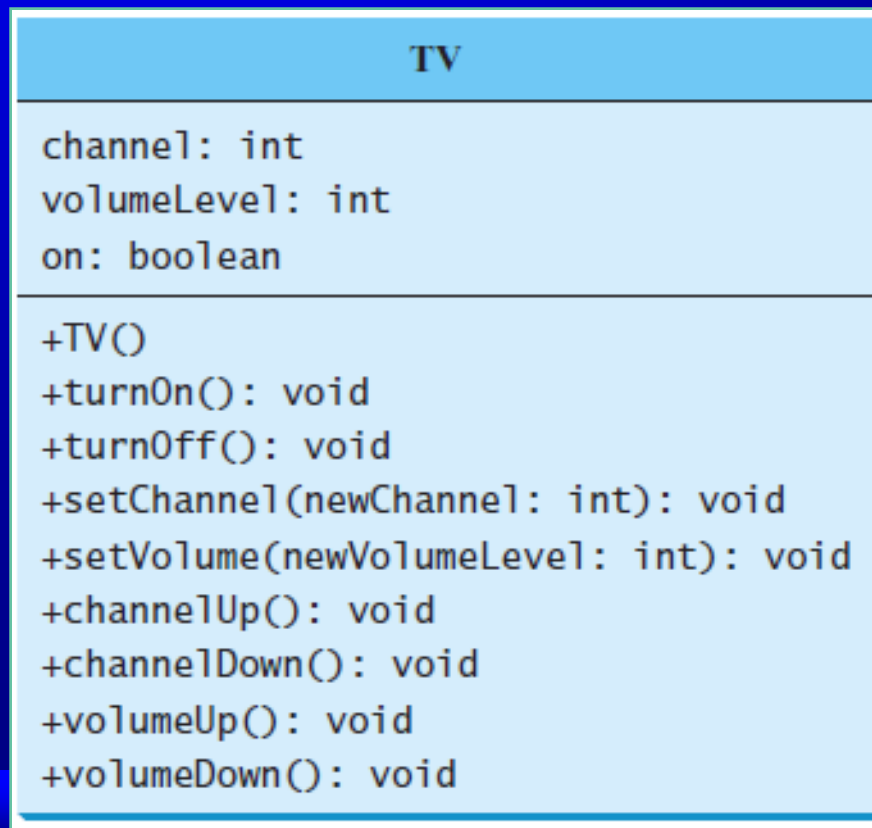 TV
channel: int
volumeLevel: int
on: boolean
+TV()
+turnOn(): void
+turnOff(): void
+setChannel(newChannel: int): void
+setVolume(newVolumeLevel: int): void
+channelUp(): void
+channelDown(): void
+volumeUp(): void
+volumeDown(): void